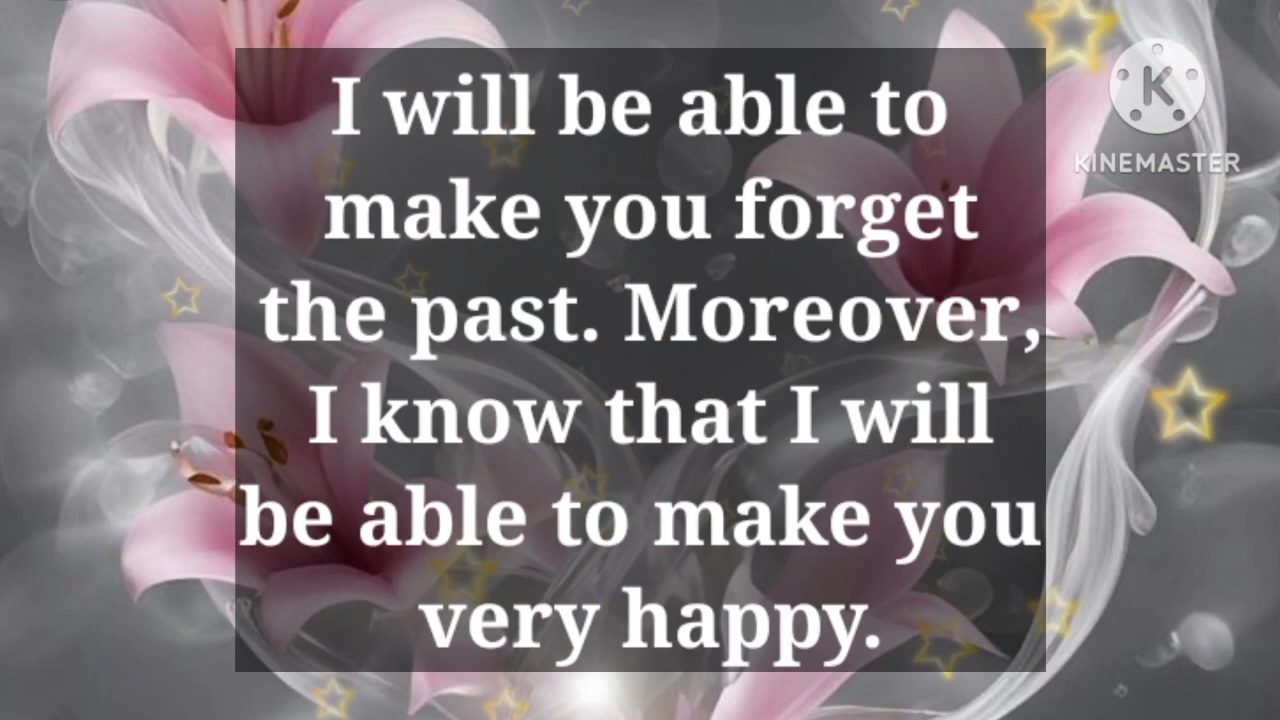 I will be able to
make you forget
the past. Moreover,
I know that I will
be able to make you
very happy.
K
KINEMASTER